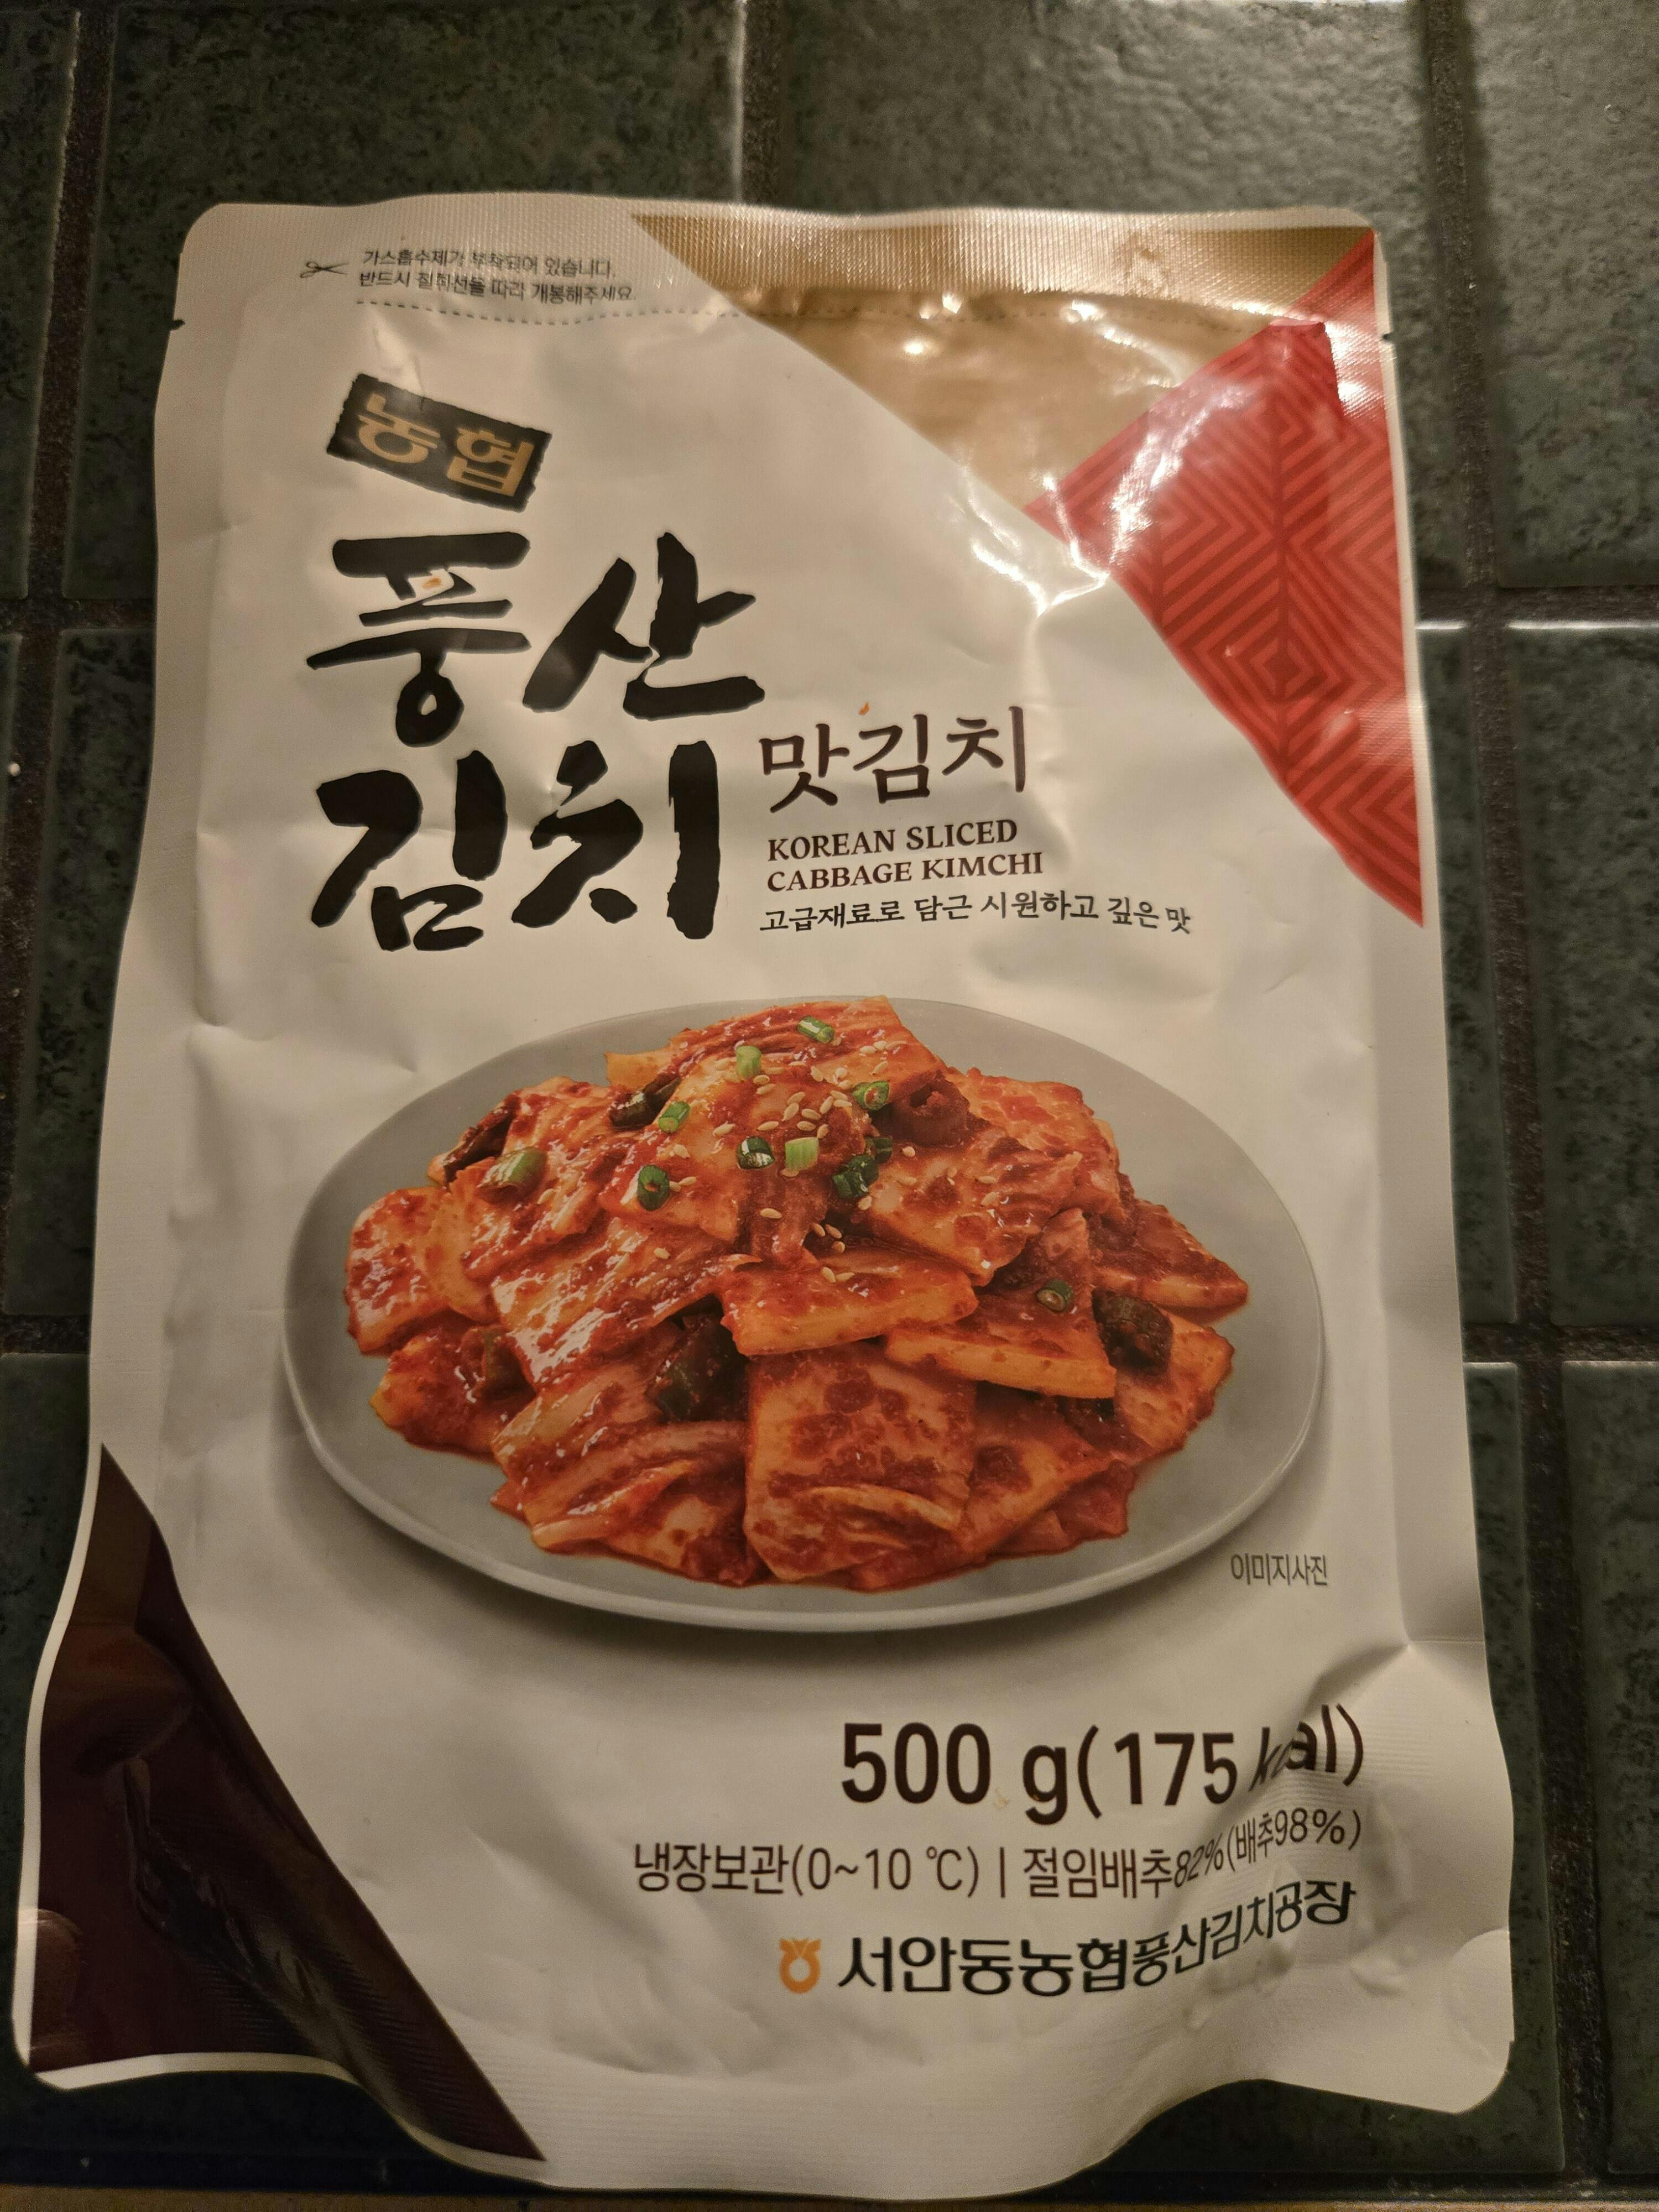 가스흡수제가 부착되어 있습니다.
반드시 절취선을 따라 개봉해주세요.
농협
풍산
김치
맛김치
KOREAN SLICED
CABBAGE KIMCHI
고급재료로 담근 시원하고 깊은 맛
이미지사진
500 g(175 kcal)
냉장보관(0~10 ℃) | 절임배추82%(배추98%)
서안동농협풍산김치공장